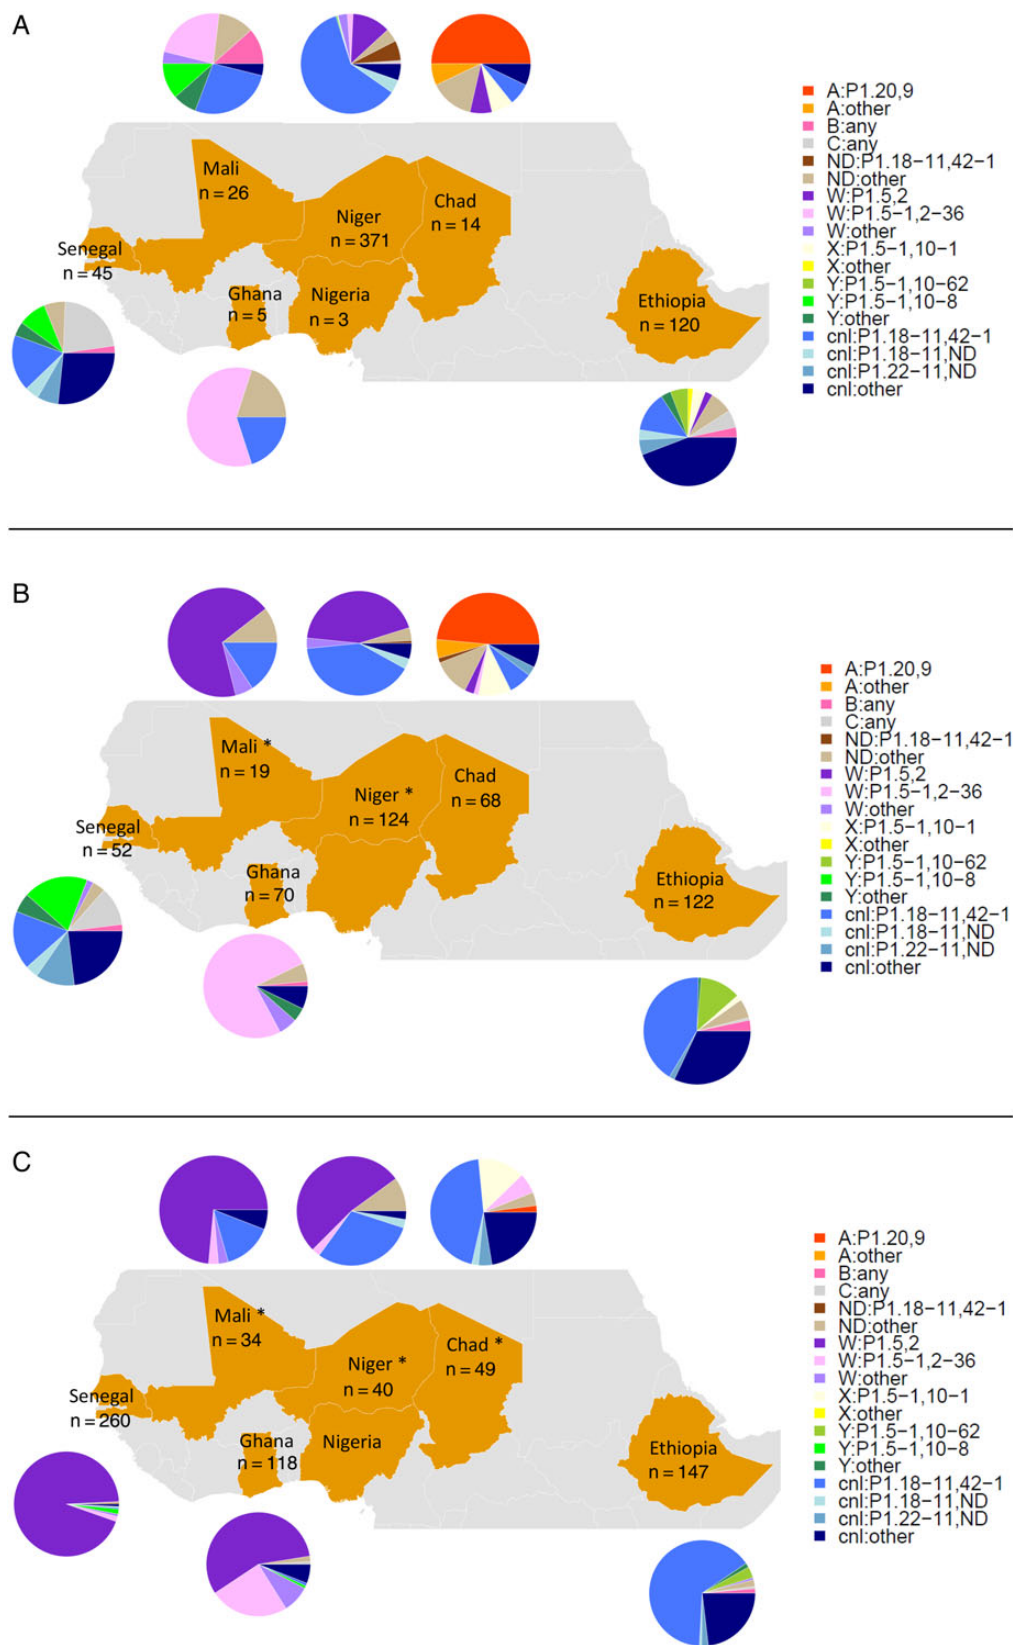 A
Mali
n = 26
Niger
n = 371
Chad
n = 14
Senegal
n = 45
Ghana
n = 5
Nigeria
n = 3
Ethiopia
n = 120
A:P1.20,9
A:other
B:any
C:any
ND:P1.18−11,42−1
ND:other
W:P1.5,2
W:P1.5−1,2−36
W:other
X:P1.5−1,10−1
X:other
Y:P1.5−1,10−62
Y:P1.5−1,10−8
Y:other
cnl:P1.18−11,42−1
cnl:P1.18−11,ND
cnl:P1.22−11,ND
cnl:other
B
Mali *
n = 19
Niger *
n = 124
Chad
n = 68
Senegal
n = 52
Ghana
n = 70
Ethiopia
n = 122
A:P1.20,9
A:other
B:any
C:any
ND:P1.18−11,42−1
ND:other
W:P1.5,2
W:P1.5−1,2−36
W:other
X:P1.5−1,10−1
X:other
Y:P1.5−1,10−62
Y:P1.5−1,10−8
Y:other
cnl:P1.18−11,42−1
cnl:P1.18−11,ND
cnl:P1.22−11,ND
cnl:other
C
Mali *
n = 34
Niger *
n = 40
Chad *
n = 49
Senegal
n = 260
Ghana
n = 118
Nigeria
Ethiopia
n = 147
A:P1.20,9
A:other
B:any
C:any
ND:P1.18−11,42−1
ND:other
W:P1.5,2
W:P1.5−1,2−36
W:other
X:P1.5−1,10−1
X:other
Y:P1.5−1,10−62
Y:P1.5−1,10−8
Y:other
cnl:P1.18−11,42−1
cnl:P1.18−11,ND
cnl:P1.22−11,ND
cnl:other